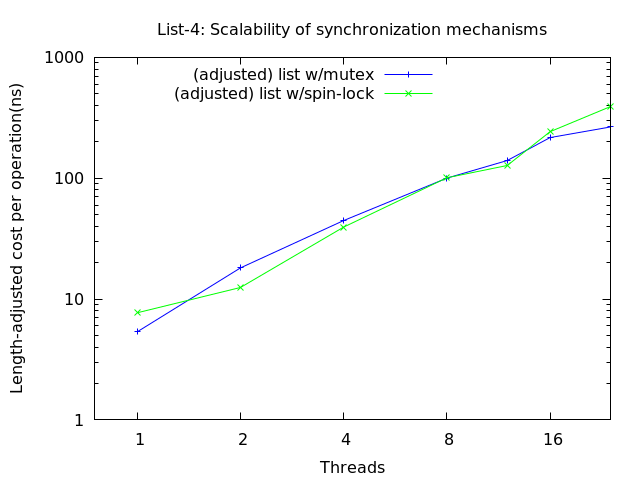 List-4: Scalability of synchronization mechanisms
1000
100
10
1
Length-adjusted cost per operation(ns)
(adjusted) list w/mutex
(adjusted) list w/spin-lock
1 2 4 8 16
Threads